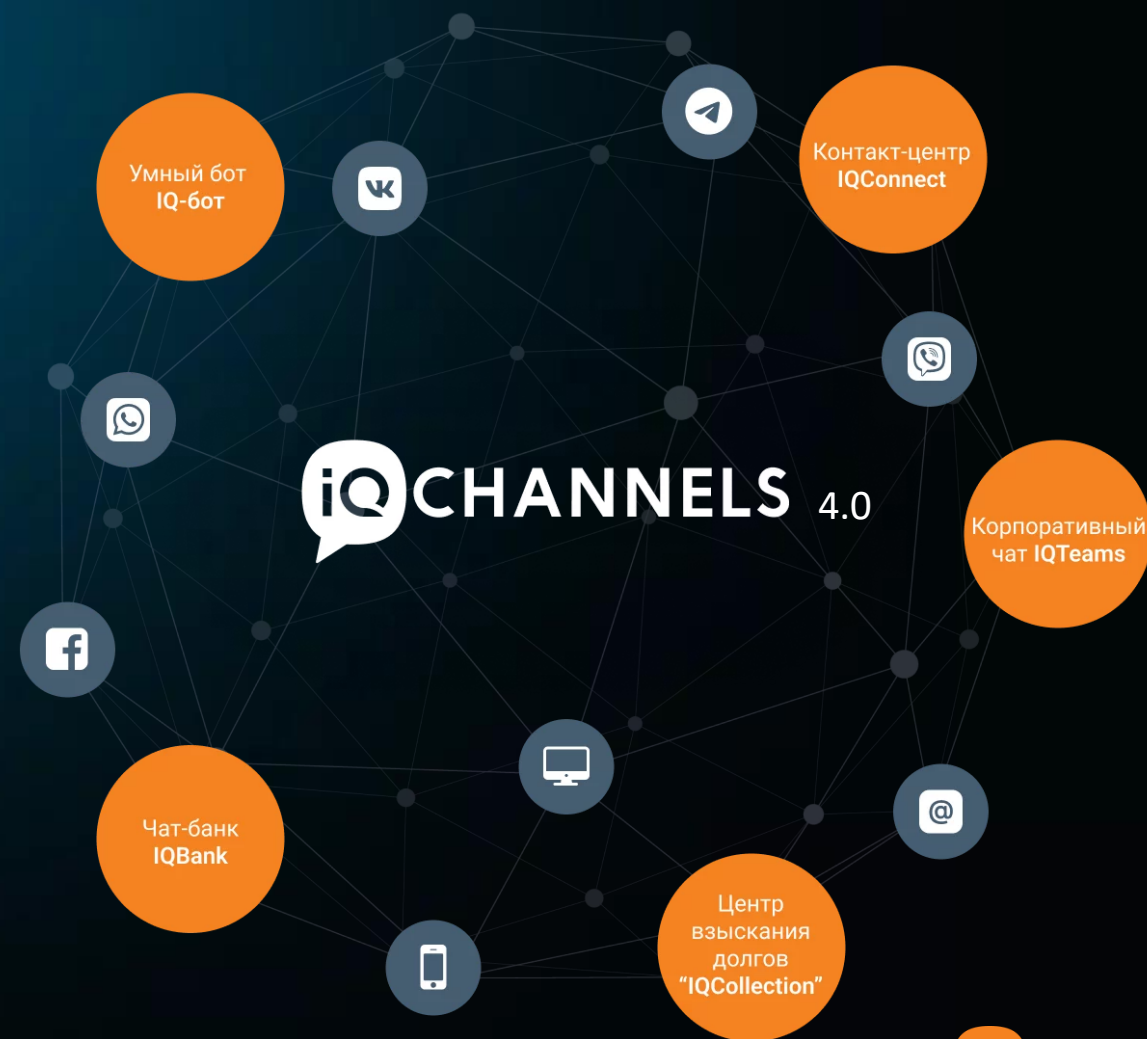 Умный бот
IQ-бот
Контакт-центр
IQConnect
iQCHANNELS 4.0
Корпоративный
чат IQTeams
Чат-банк
IQBank
Центр
взыскания
долгов
“IQCollection”